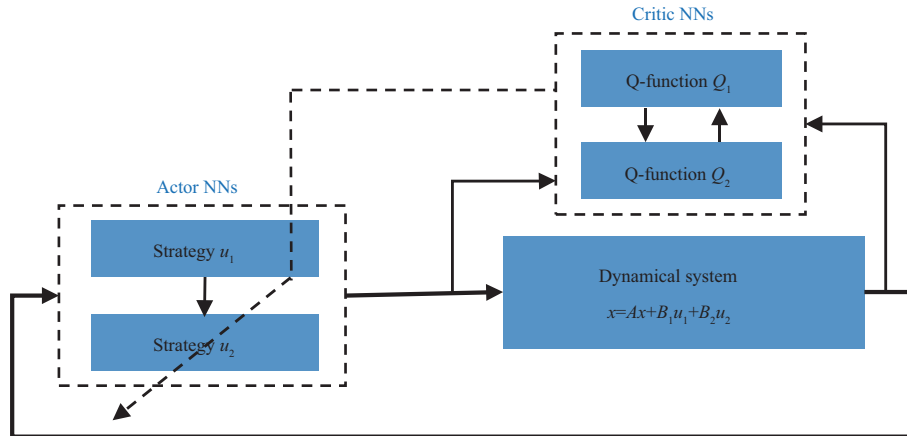 Critic NNs
Q-function Q₁
Q-function Q₂
Actor NNs
Strategy u₁
Strategy u₂
Dynamical system
x=Ax+B₁u₁+B₂u₂